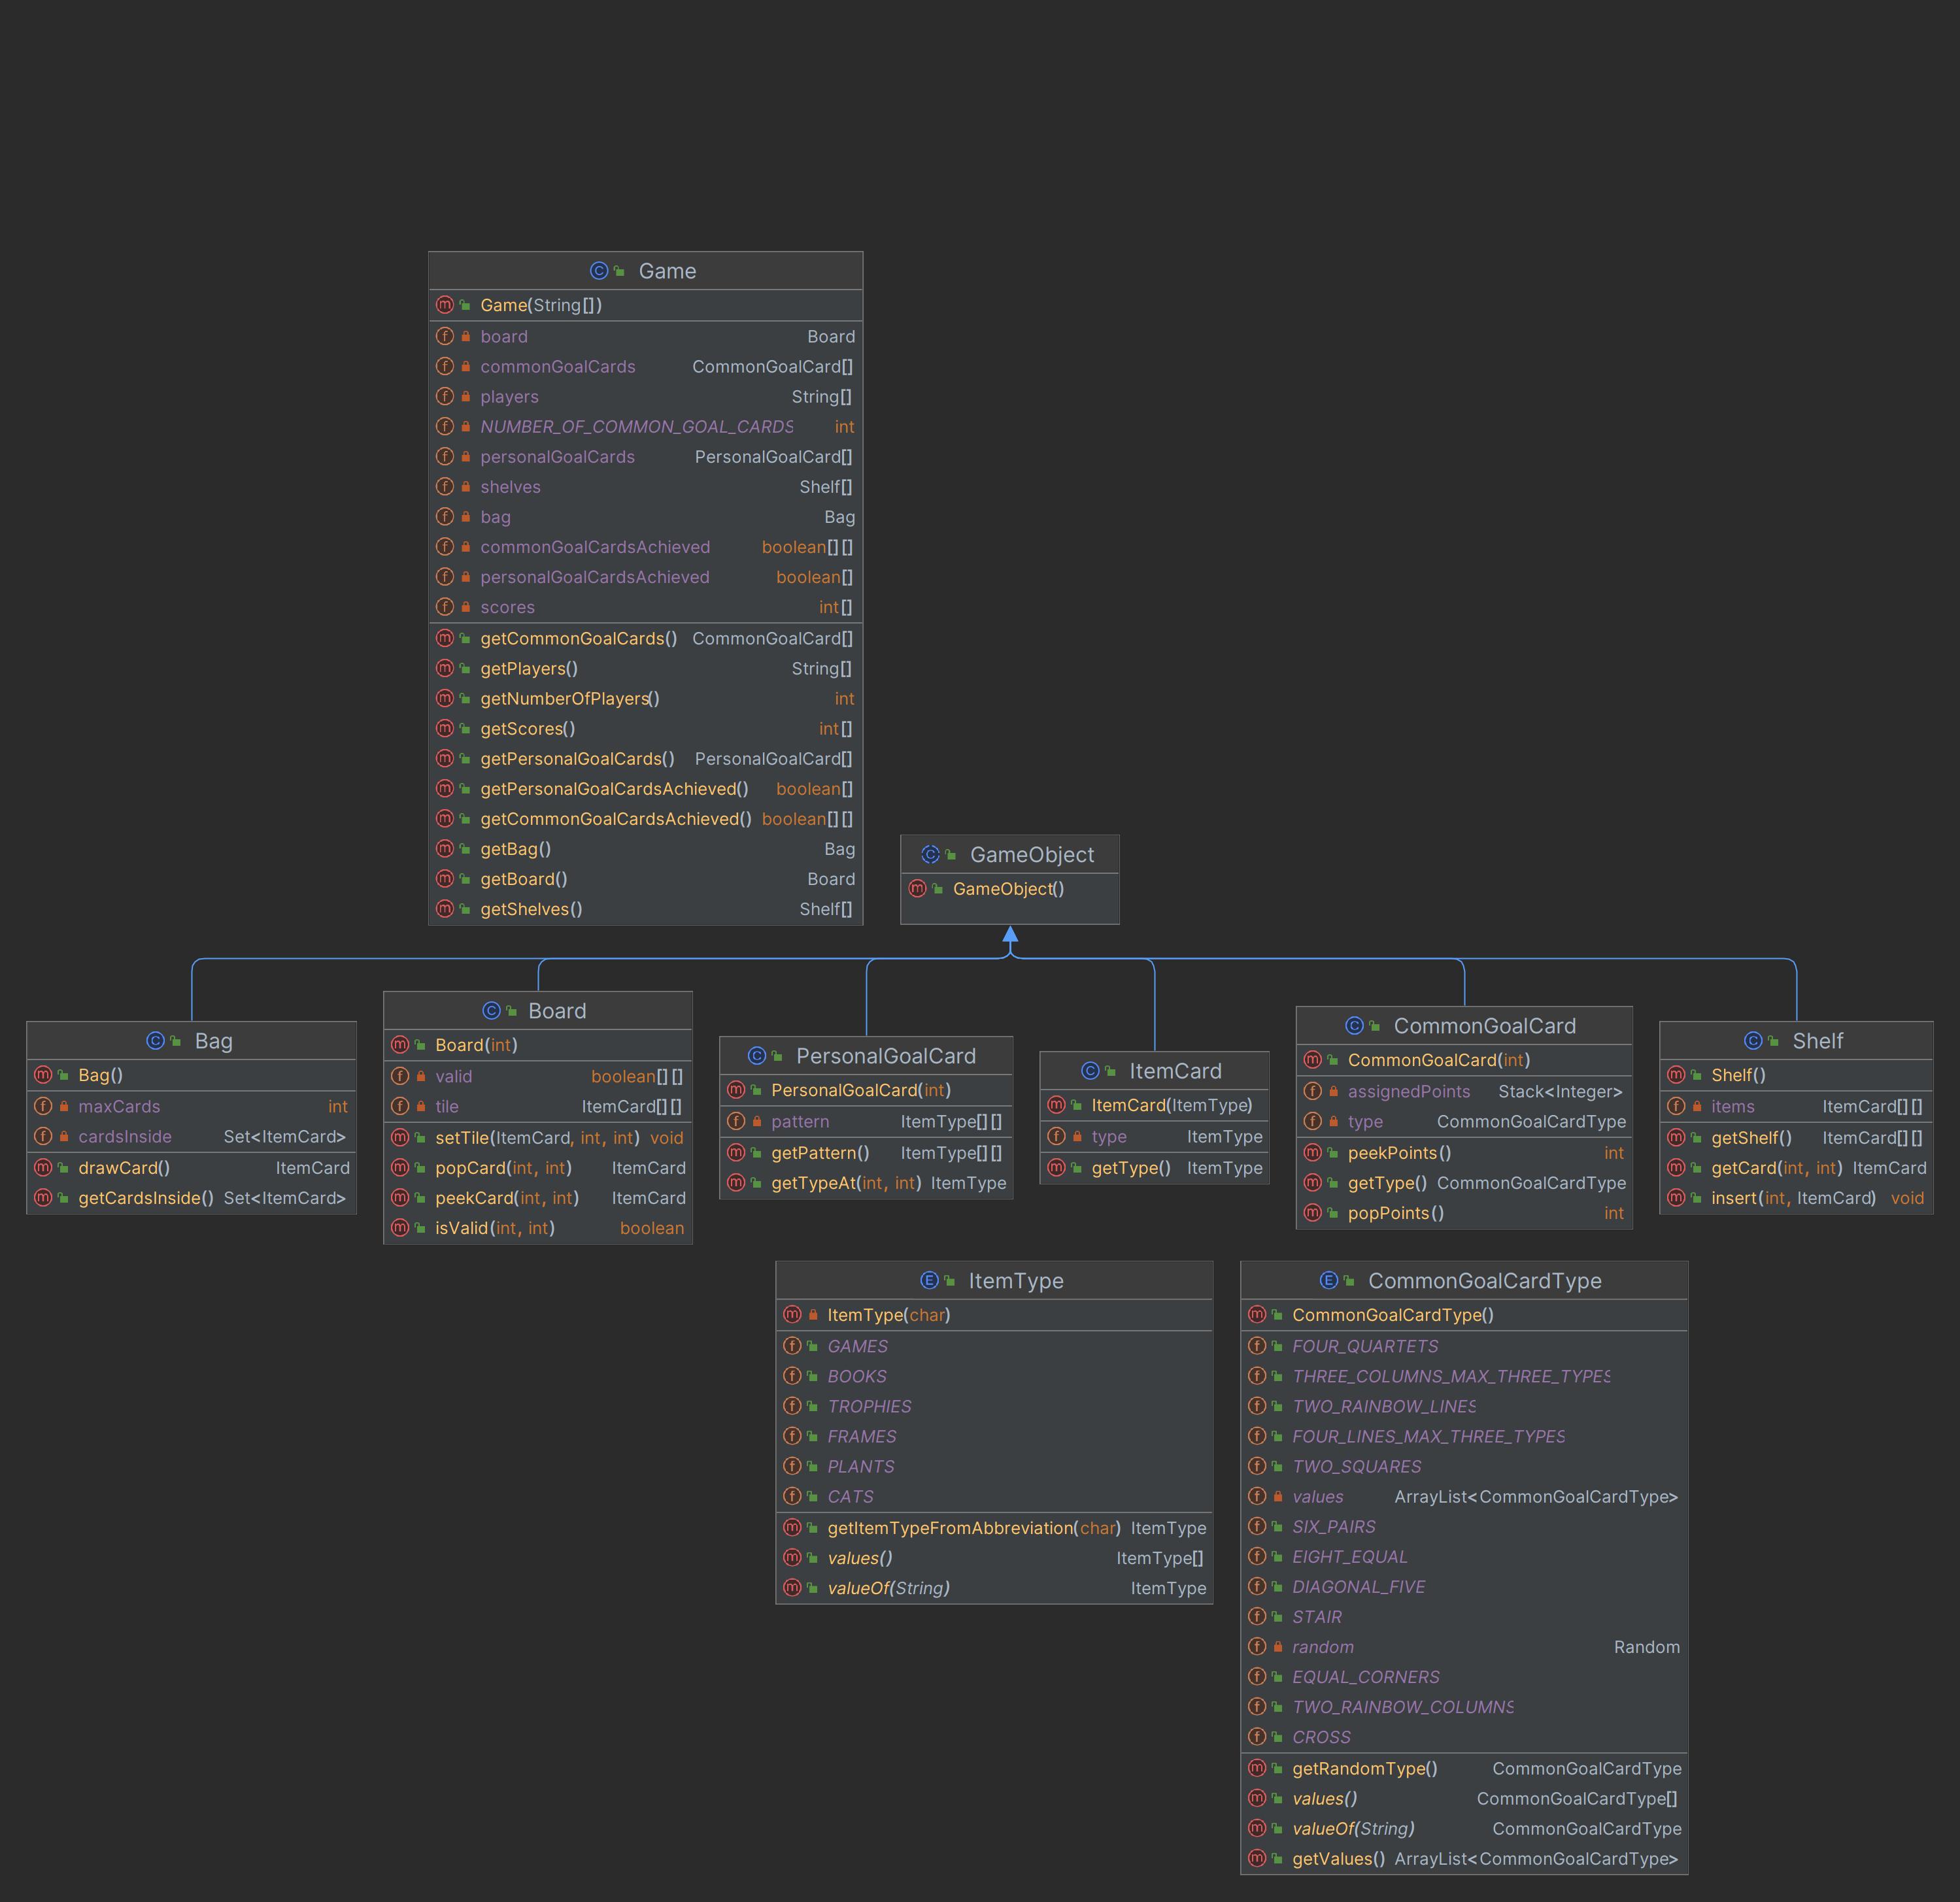 Game
Game(String[])
board Board
commonGoalCards CommonGoalCard[]
players String[]
NUMBER_OF_COMMON_GOAL_CARDS int
personalGoalCards PersonalGoalCard[]
shelves Shelf[]
bag Bag
commonGoalCardsAchieved boolean[][]
personalGoalCardsAchieved boolean[]
scores int[]
getCommonGoalCards() CommonGoalCard[]
getPlayers() String[]
getNumberOfPlayers() int
getScores() int[]
getPersonalGoalCards() PersonalGoalCard[]
getPersonalGoalCardsAchieved() boolean[]
getCommonGoalCardsAchieved() boolean[][]
getBag() Bag
getBoard() Board
getShelves() Shelf[]
GameObject
GameObject()
Bag
Bag()
maxCards int
cardsInside Set<ItemCard>
drawCard() ItemCard
getCardsInside() Set<ItemCard>
Board
Board(int)
valid boolean[][]
tile ItemCard[][]
setTile(ItemCard, int, int) void
popCard(int, int) ItemCard
peekCard(int, int) ItemCard
isValid(int, int) boolean
PersonalGoalCard
PersonalGoalCard(int)
pattern ItemType[][]
getPattern() ItemType[][]
getTypeAt(int, int) ItemType
ItemCard
ItemCard(ItemType)
type ItemType
getType() ItemType
CommonGoalCard
CommonGoalCard(int)
assignedPoints Stack<Integer>
type CommonGoalCardType
peekPoints() int
getType() CommonGoalCardType
popPoints() int
Shelf
Shelf()
items ItemCard[][]
getShelf() ItemCard[][]
getCard(int, int) ItemCard
insert(int, ItemCard) void
ItemType
ItemType(char)
GAMES
BOOKS
TROPHIES
FRAMES
PLANTS
CATS
getItemTypeFromAbbreviation(char) ItemType
values() ItemType[]
valueOf(String) ItemType
CommonGoalCardType
CommonGoalCardType()
FOUR_QUARTETS
THREE_COLUMNS_MAX_THREE_TYPES
TWO_RAINBOW_LINES
FOUR_LINES_MAX_THREE_TYPES
TWO_SQUARES
values ArrayList<CommonGoalCardType>
SIX_PAIRS
EIGHT_EQUAL
DIAGONAL_FIVE
STAIR
random Random
EQUAL_CORNERS
TWO_RAINBOW_COLUMNS
CROSS
getRandomType() CommonGoalCardType
values() CommonGoalCardType[]
valueOf(String) CommonGoalCardType
getValues() ArrayList<CommonGoalCardType>